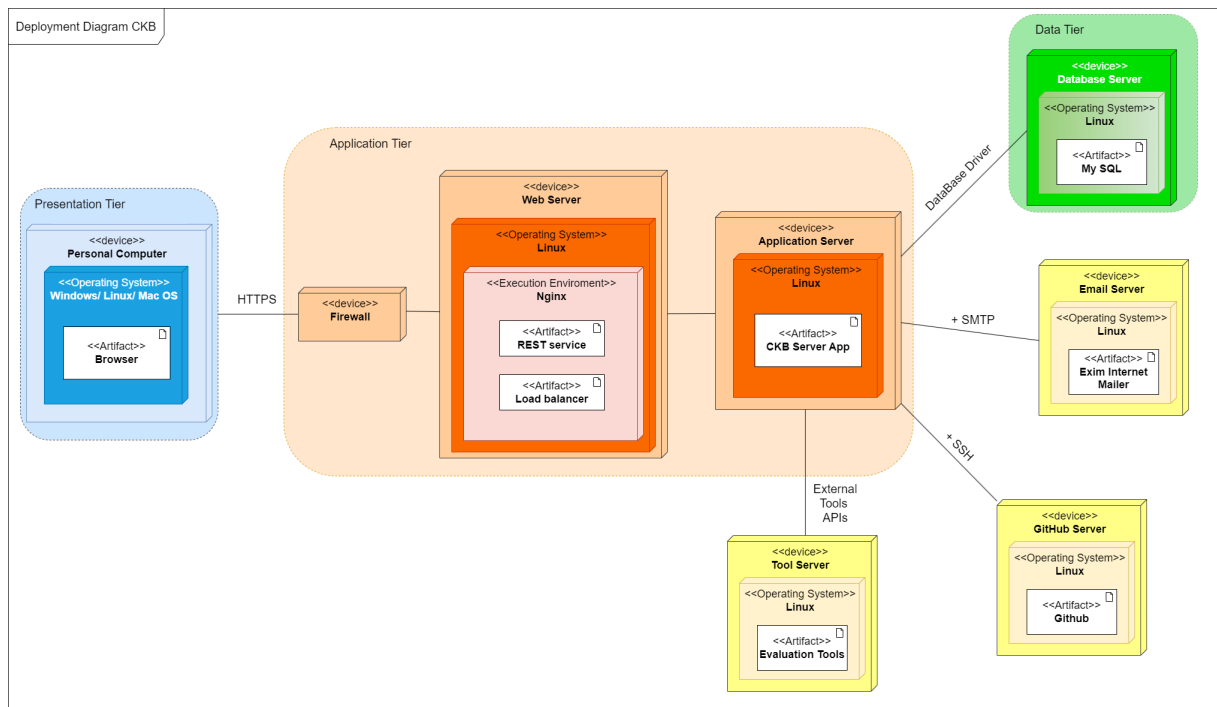 Deployment Diagram CKB
Data Tier
<<device>>
Database Server
<<Operating System>>
Linux
<<Artifact>>
My SQL
Application Tier
DataBase Driver
Presentation Tier
<<device>>
Personal Computer
<<Operating System>>
Windows/ Linux/ Mac OS
<<Artifact>>
Browser
HTTPS
<<device>>
Firewall
<<device>>
Web Server
<<Operating System>>
Linux
<<Execution Enviroment>>
Nginx
<<Artifact>>
REST service
<<Artifact>>
Load balancer
<<device>>
Application Server
<<Operating System>>
Linux
<<Artifact>>
CKB Server App
+ SMTP
<<device>>
Email Server
<<Operating System>>
Linux
<<Artifact>>
Exim Internet
Mailer
+ SSH
<<device>>
GitHub Server
<<Operating System>>
Linux
<<Artifact>>
Github
External
Tools
APIs
<<device>>
Tool Server
<<Operating System>>
Linux
<<Artifact>>
Evaluation Tools